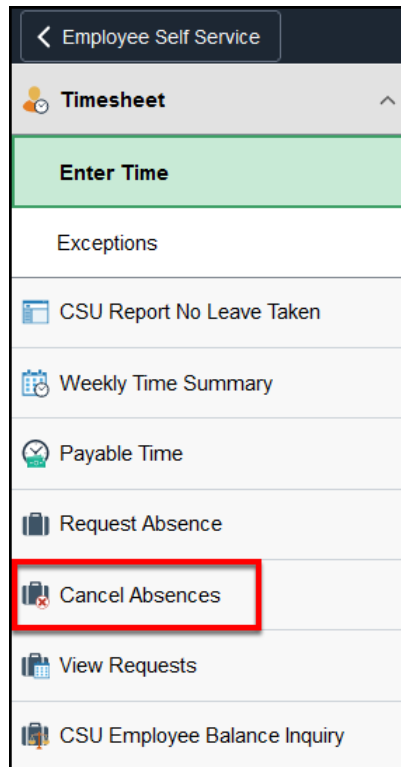 Employee Self Service
Timesheet
Enter Time
Exceptions
CSU Report No Leave Taken
Weekly Time Summary
Payable Time
Request Absence
Cancel Absences
View Requests
CSU Employee Balance Inquiry